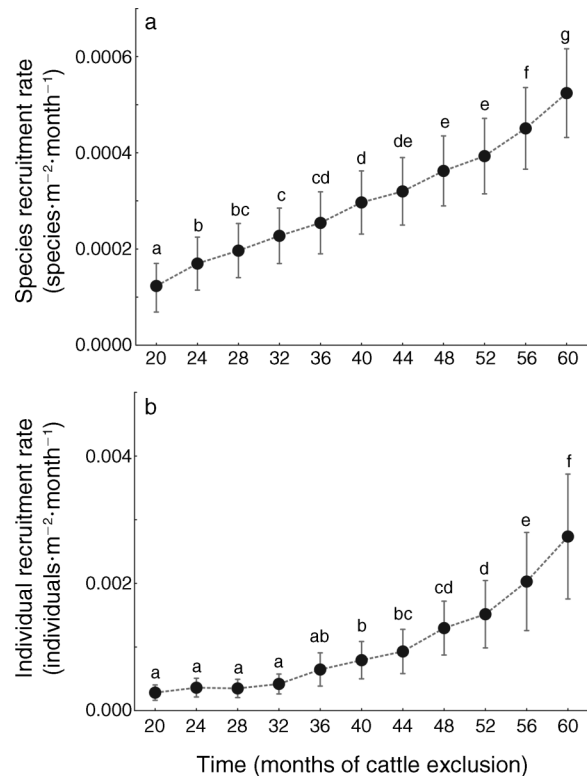 a
0.0006
g
f
e
e
de
d
cd
c
bc
b
a
0.0004
0.0002
0.0000
Species recruitment rate
(species·m⁻²·month⁻¹)
20 24 28 32 36 40 44 48 52 56 60
b
0.004
f
e
d
cd
bc
b
ab
a a a a
0.002
0.000
Individual recruitment rate
(individuals·m⁻²·month⁻¹)
20 24 28 32 36 40 44 48 52 56 60
Time (months of cattle exclusion)